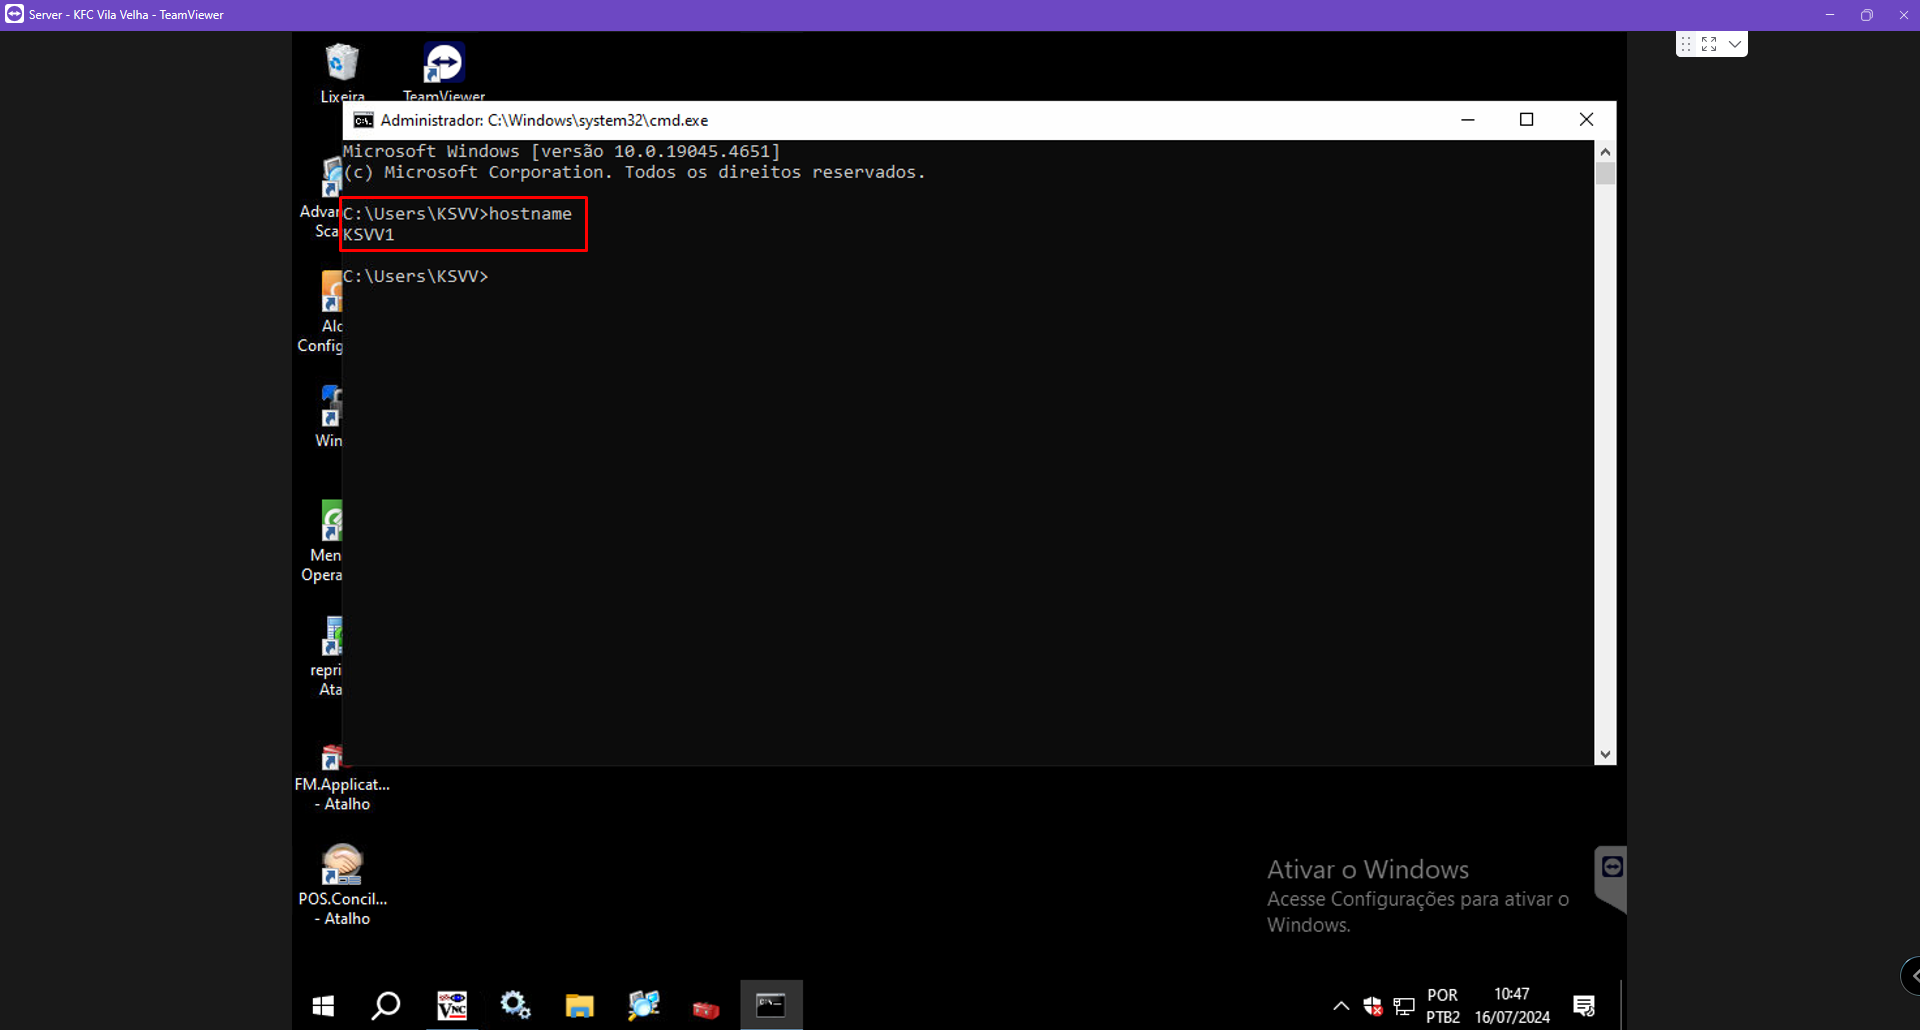 Server - KFC Vila Velha - TeamViewer
Lixeira
TeamViewer
Administrador: C:\Windows\system32\cmd.exe
Microsoft Windows [versão 10.0.19045.4651]
(c) Microsoft Corporation. Todos os direitos reservados.
C:\Users\KSVV>hostname
KSVV1
C:\Users\KSVV>
Advan
Sca
Alo
Config
Win
Men
Opera
repri
Ata
FM.Applicat...
- Atalho
POS.Concil...
- Atalho
Ativar o Windows
Acesse Configurações para ativar o
Windows.
VNC
POR
PTB2
10:47
16/07/2024